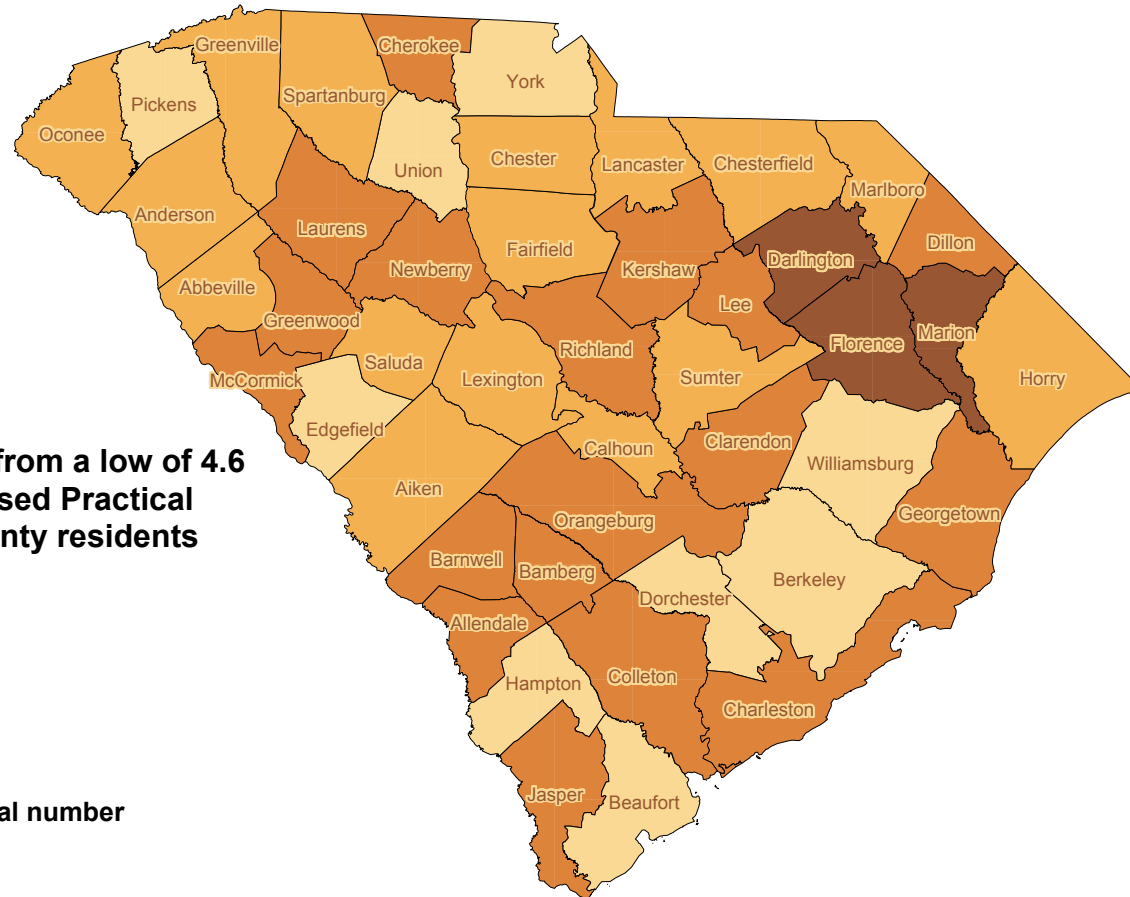 Greenville
Cherokee
York
Pickens
Spartanburg
Oconee
Union
Chester
Lancaster
Chesterfield
Marlboro
Anderson
Laurens
Fairfield
Darlington
Dillon
Newberry
Kershaw
Abbeville
Lee
Greenwood
Marion
Richland
Florence
Saluda
McCormick
Lexington
Sumter
Horry
Edgefield
Calhoun
Clarendon
from a low of 4.6
Williamsburg
sed Practical
Aiken
Orangeburg
Georgetown
nty residents
Barnwell
Bamberg
Berkeley
Dorchester
Allendale
Hampton
Colleton
Charleston
Jasper
Beaufort
al number